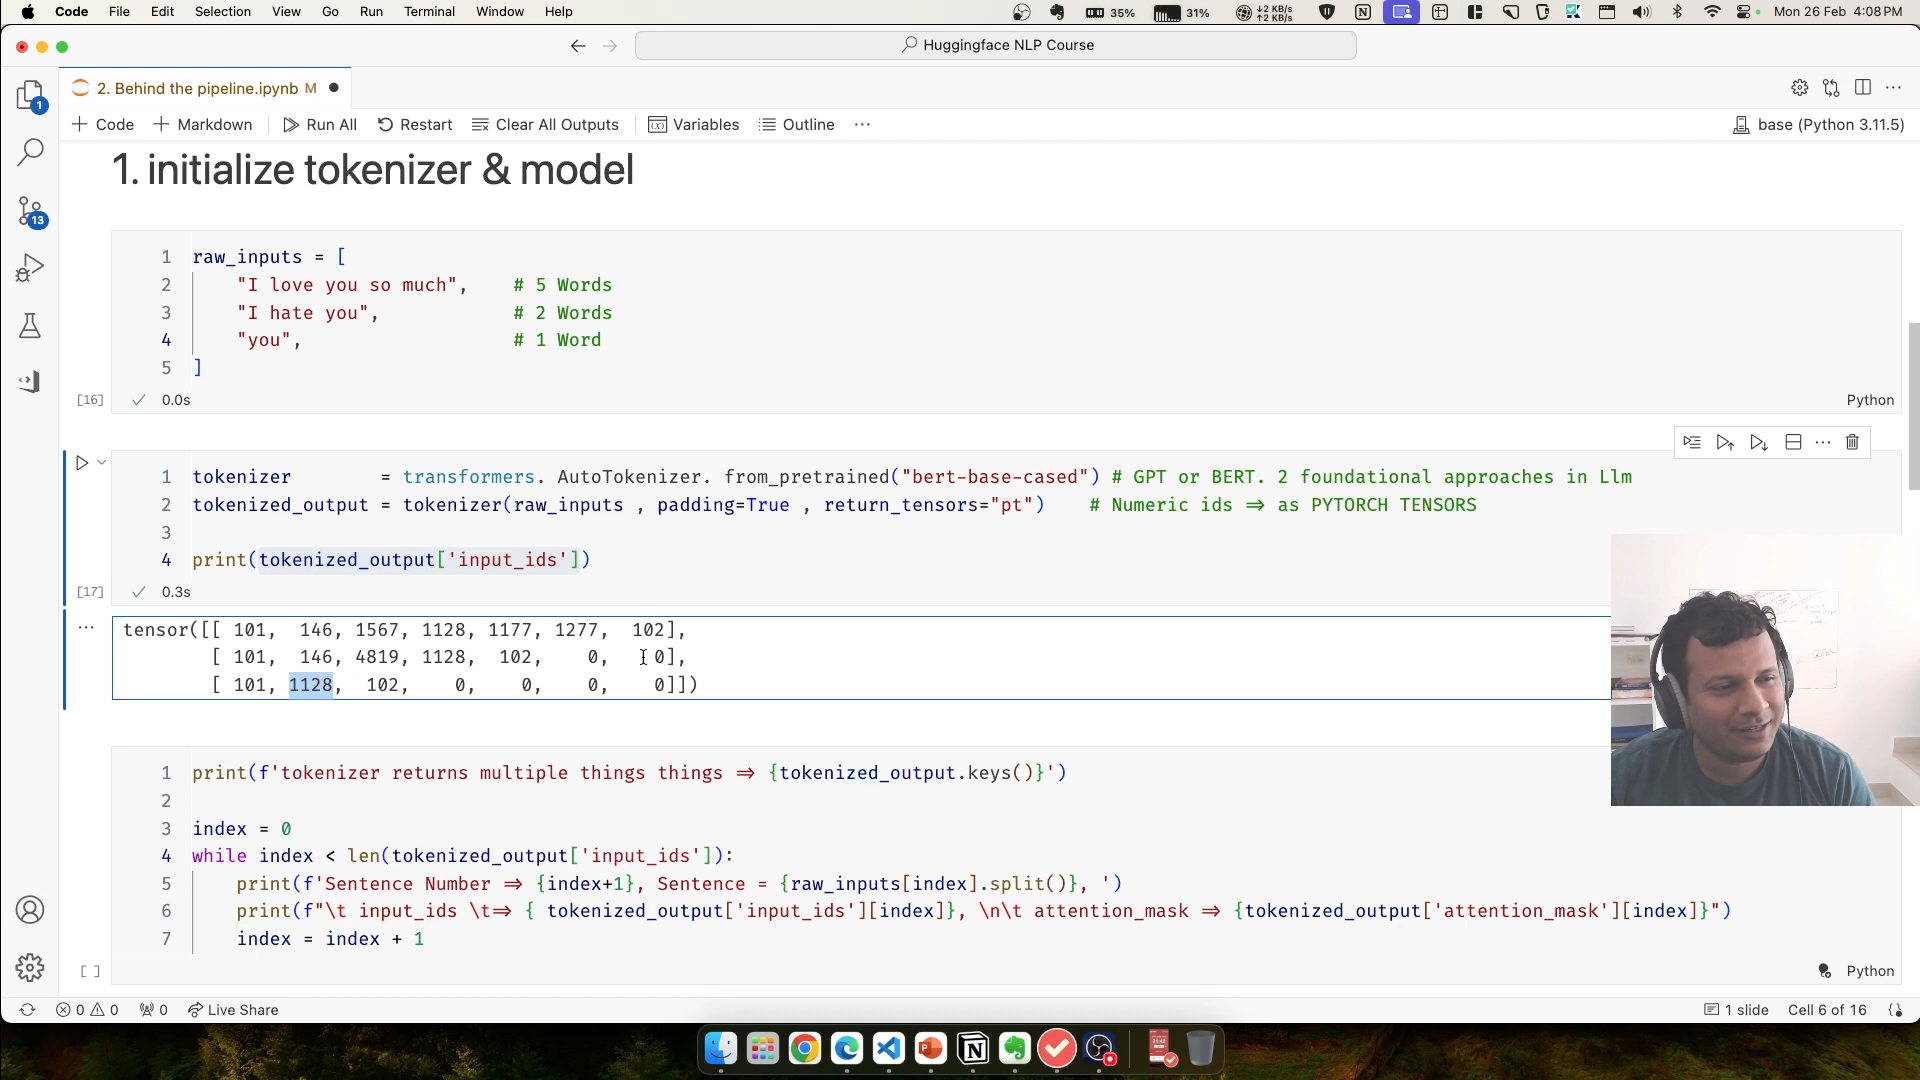 Code File Edit Selection View Go Run Terminal Window Help 35% 31% ↓2 KB/s ↑2 KB/s Mon 26 Feb 4:08 PM
Huggingface NLP Course
2. Behind the pipeline.ipynb M
+ Code + Markdown Run All Restart Clear All Outputs Variables Outline ... base (Python 3.11.5)
1. initialize tokenizer & model
1 raw_inputs = [
2 "I love you so much", # 5 Words
3 "I hate you", # 2 Words
4 "you", # 1 Word
5 ]
[16] ✓ 0.0s Python
1 tokenizer = transformers. AutoTokenizer. from_pretrained("bert-base-cased") # GPT or BERT. 2 foundational approaches in Llm
2 tokenized_output = tokenizer(raw_inputs , padding=True , return_tensors="pt") # Numeric ids => as PYTORCH TENSORS
3
4 print(tokenized_output['input_ids'])
[17] ✓ 0.3s
tensor([[ 101, 146, 1567, 1128, 1177, 1277, 102],
[ 101, 146, 4819, 1128, 102, 0, 0],
[ 101, 1128, 102, 0, 0, 0, 0]])
1 print(f'tokenizer returns multiple things things => {tokenized_output.keys()}')
2
3 index = 0
4 while index < len(tokenized_output['input_ids']):
5 print(f'Sentence Number => {index+1}, Sentence = {raw_inputs[index].split()}, ')
6 print(f"\t input_ids \t=> { tokenized_output['input_ids'][index]}, \n\t attention_mask => {tokenized_output['attention_mask'][index]}")
7 index = index + 1
[ ] Python
1
13
0 0 0 Live Share 1 slide Cell 6 of 16